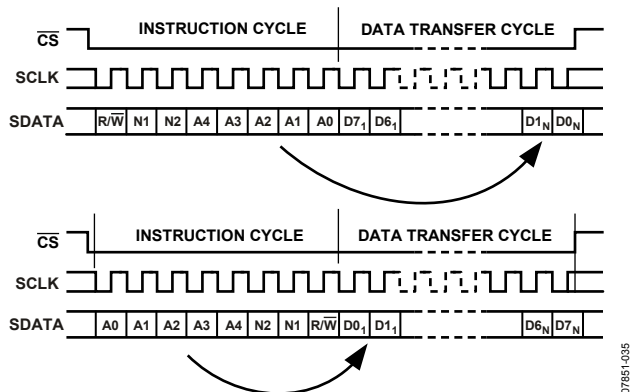 INSTRUCTION CYCLE DATA TRANSFER CYCLE
CS
SCLK
SDATA R/W N1 N2 A4 A3 A2 A1 A0 D7₁ D6₁ D1N D0N
INSTRUCTION CYCLE DATA TRANSFER CYCLE
CS
SCLK
SDATA A0 A1 A2 A3 A4 N2 N1 R/W D0₁ D1₁ D6N D7N
07851-035